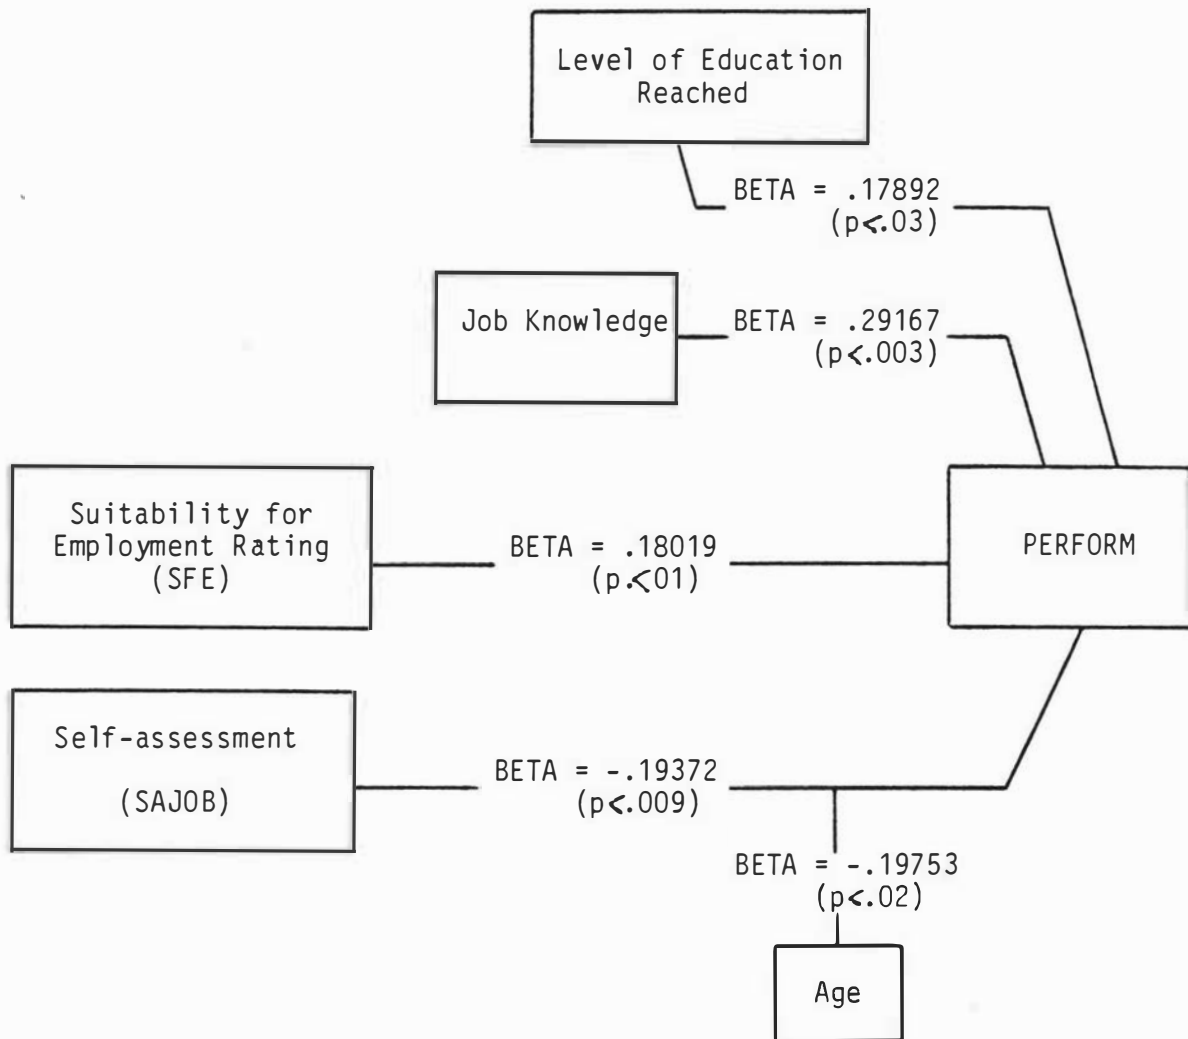 Level of Education
Reached
BETA = .17892
(p<.03)
Job Knowledge
BETA = .29167
(p<.003)
Suitability for
Employment Rating
(SFE)
BETA = .18019
(p.<01)
PERFORM
Self-assessment
(SAJOB)
BETA = -.19372
(p<.009)
BETA = -.19753
(p<.02)
Age